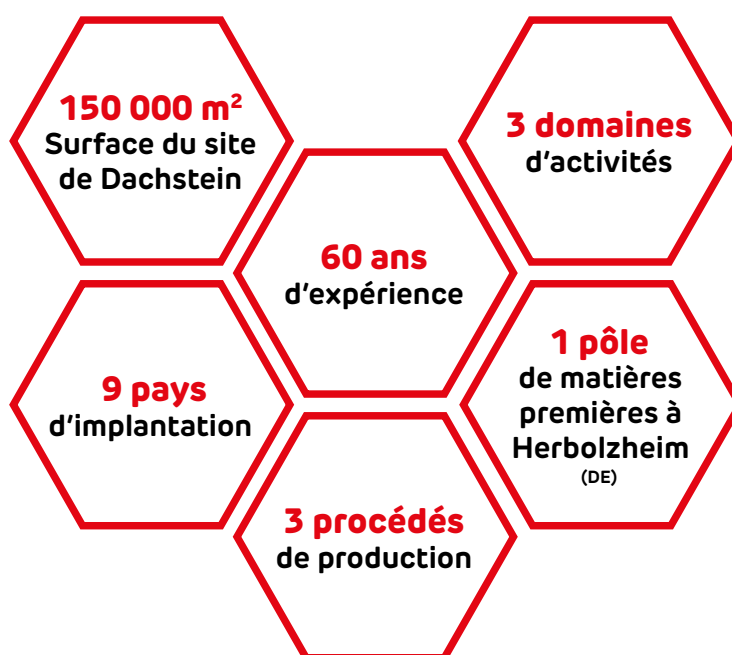 150 000 m²
Surface du site
de Dachstein
3 domaines
d’activités
60 ans
d’expérience
9 pays
d’implantation
1 pôle
de matières
premières à
Herbolzheim
(DE)
3 procédés
de production